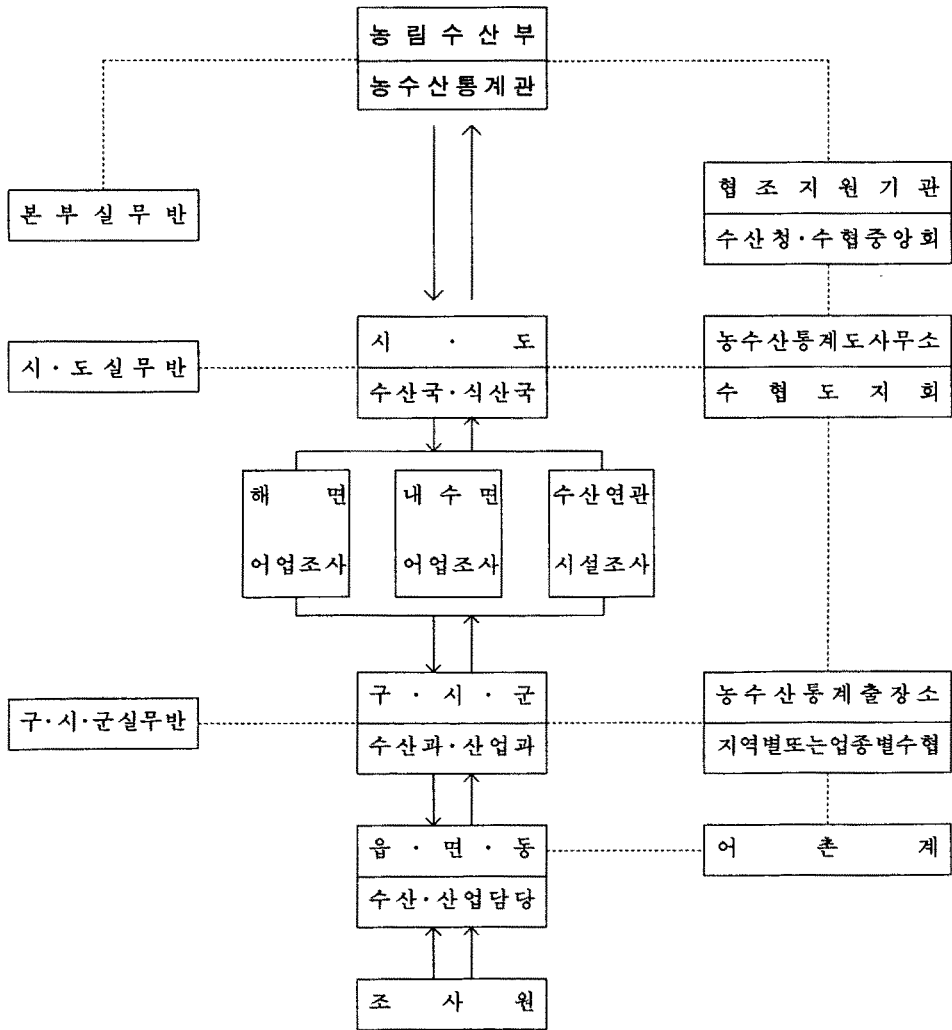 농림수산부
농수산통계관
본부실무반
협조지원기관
수산청·수협중앙회
시·도
수산국·식산국
시·도실무반
농수산통계도사무소
수협도지회
해면
어업조사
내수면
어업조사
수산연관
시설조사
구·시·군
수산과·산업과
구·시·군실무반
농수산통계출장소
지역별또는업종별수협
읍·면·동
수산·산업담당
어촌계
조사원